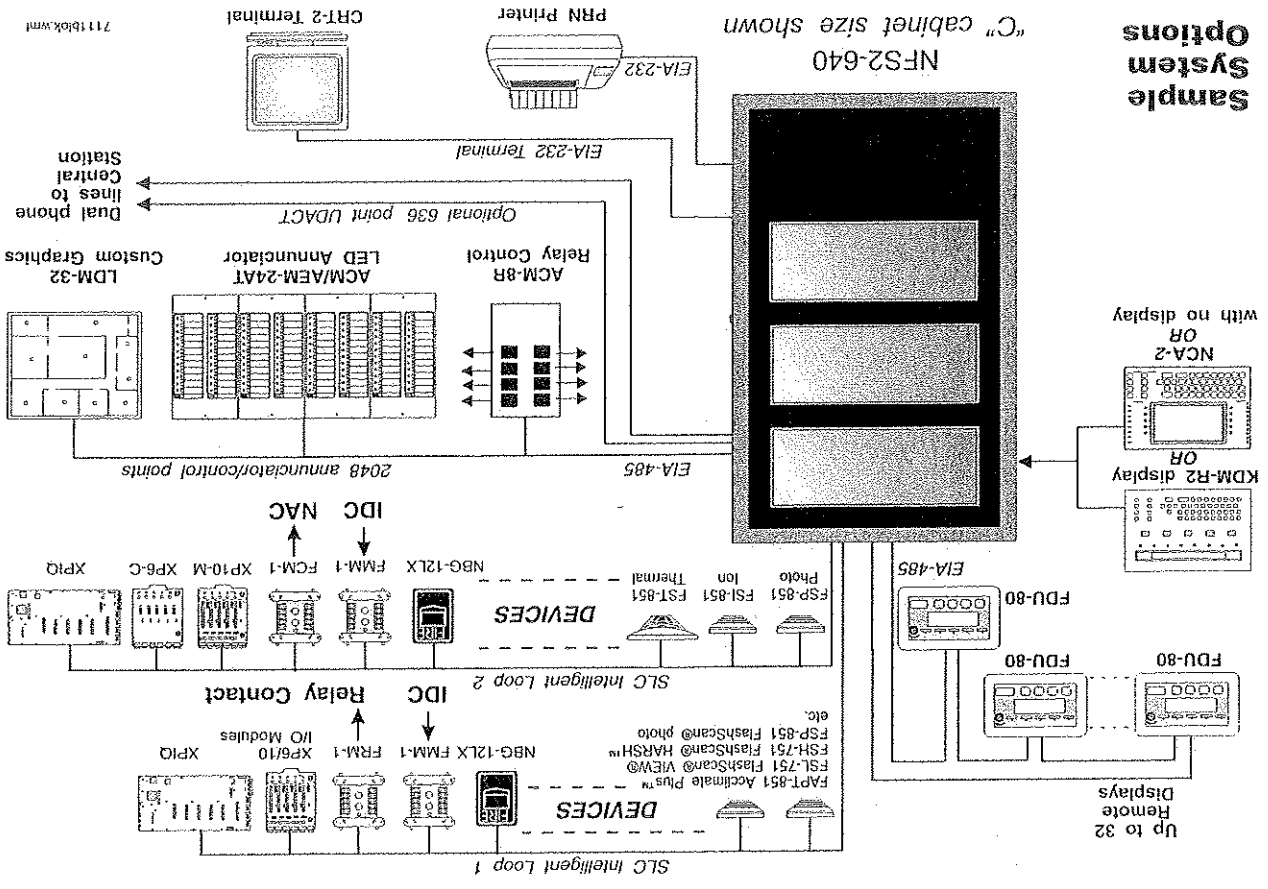 Sample
System
Options
Up to 32
Remote
Displays
FDU-80
FDU-80
FDU-80
EIA-485
KDM-R2 display
OR
NCA-2
OR
with no display
NFS2-640
"C" cabinet size shown
SLC Intelligent Loop 1
FAPT-851 Acclimate Plus™
FSL-751 FlashScan® VIEW®
FSH-751 FlashScan® HARSH™
FSP-851 FlashScan® photo
etc.
DEVICES
NBG-12LX
FMM-1
FRM-1
XP6/10
I/O Modules
XPIQ
IDC
Relay Contact
SLC Intelligent Loop 2
FSP-851
Photo
FSI-851
Ion
FST-851
Thermal
DEVICES
NBG-12LX
FIRE
FMM-1
FCM-1
XP10-M
XP6-C
XPIQ
IDC
NAC
EIA-485
2048 annunciator/control points
ACM-8R
Relay Control
ACM/AEM-24AT
LED Annunciator
LDM-32
Custom Graphics
Optional 636 point UDACT
Dual phone
lines to
Central
Station
EIA-232 Terminal
EIA-232
PRN Printer
CRT-2 Terminal
7111blok.wmf